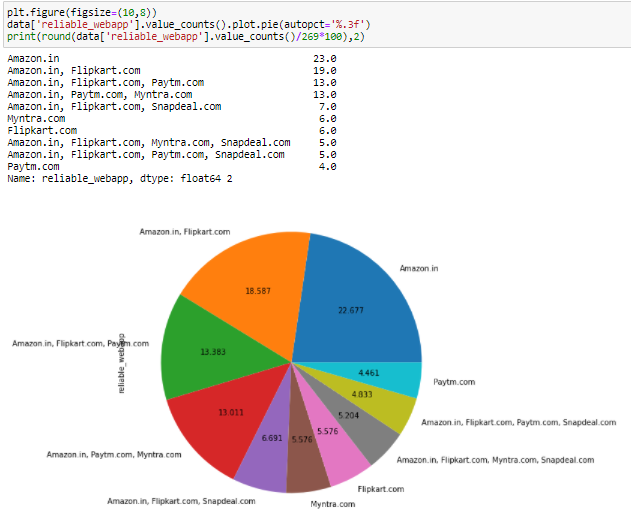 plt.figure(figsize=(10,8))
data['reliable_webapp'].value_counts().plot.pie(autopct='%.3f')
print(round(data['reliable_webapp'].value_counts()/269*100),2)
Amazon.in 23.0
Amazon.in, Flipkart.com 19.0
Amazon.in, Flipkart.com, Paytm.com 13.0
Amazon.in, Paytm.com, Myntra.com 13.0
Amazon.in, Flipkart.com, Snapdeal.com 7.0
Myntra.com 6.0
Flipkart.com 6.0
Amazon.in, Flipkart.com, Myntra.com, Snapdeal.com 5.0
Amazon.in, Flipkart.com, Paytm.com, Snapdeal.com 5.0
Paytm.com 4.0
Name: reliable_webapp, dtype: float64 2
Amazon.in, Flipkart.com
Amazon.in
18.587
22.677
Amazon.in, Flipkart.com, Paytm.com
13.383
reliable_webapp
4.461
Paytm.com
4.833
13.011
5.204
Amazon.in, Flipkart.com, Paytm.com, Snapdeal.com
6.691
5.576
5.576
Amazon.in, Paytm.com, Myntra.com
Amazon.in, Flipkart.com, Myntra.com, Snapdeal.com
Flipkart.com
Amazon.in, Flipkart.com, Snapdeal.com
Myntra.com